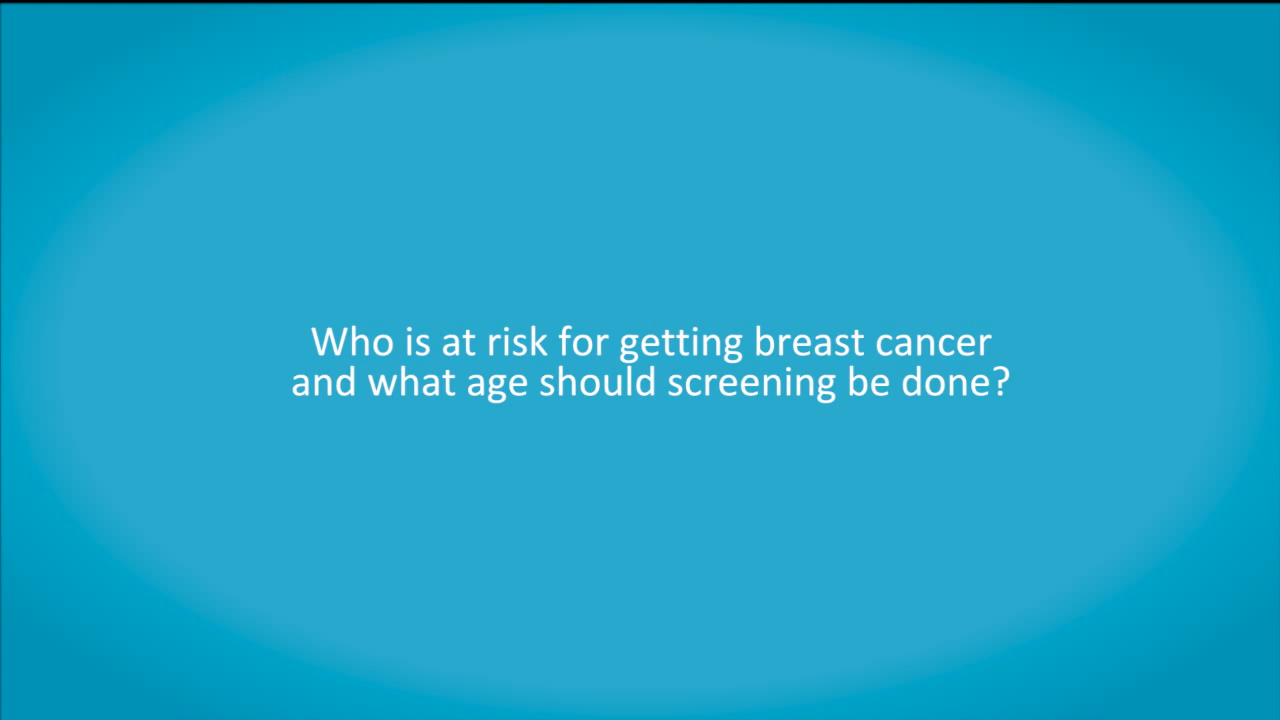 Who is at risk for getting breast cancer
and what age should screening be done?